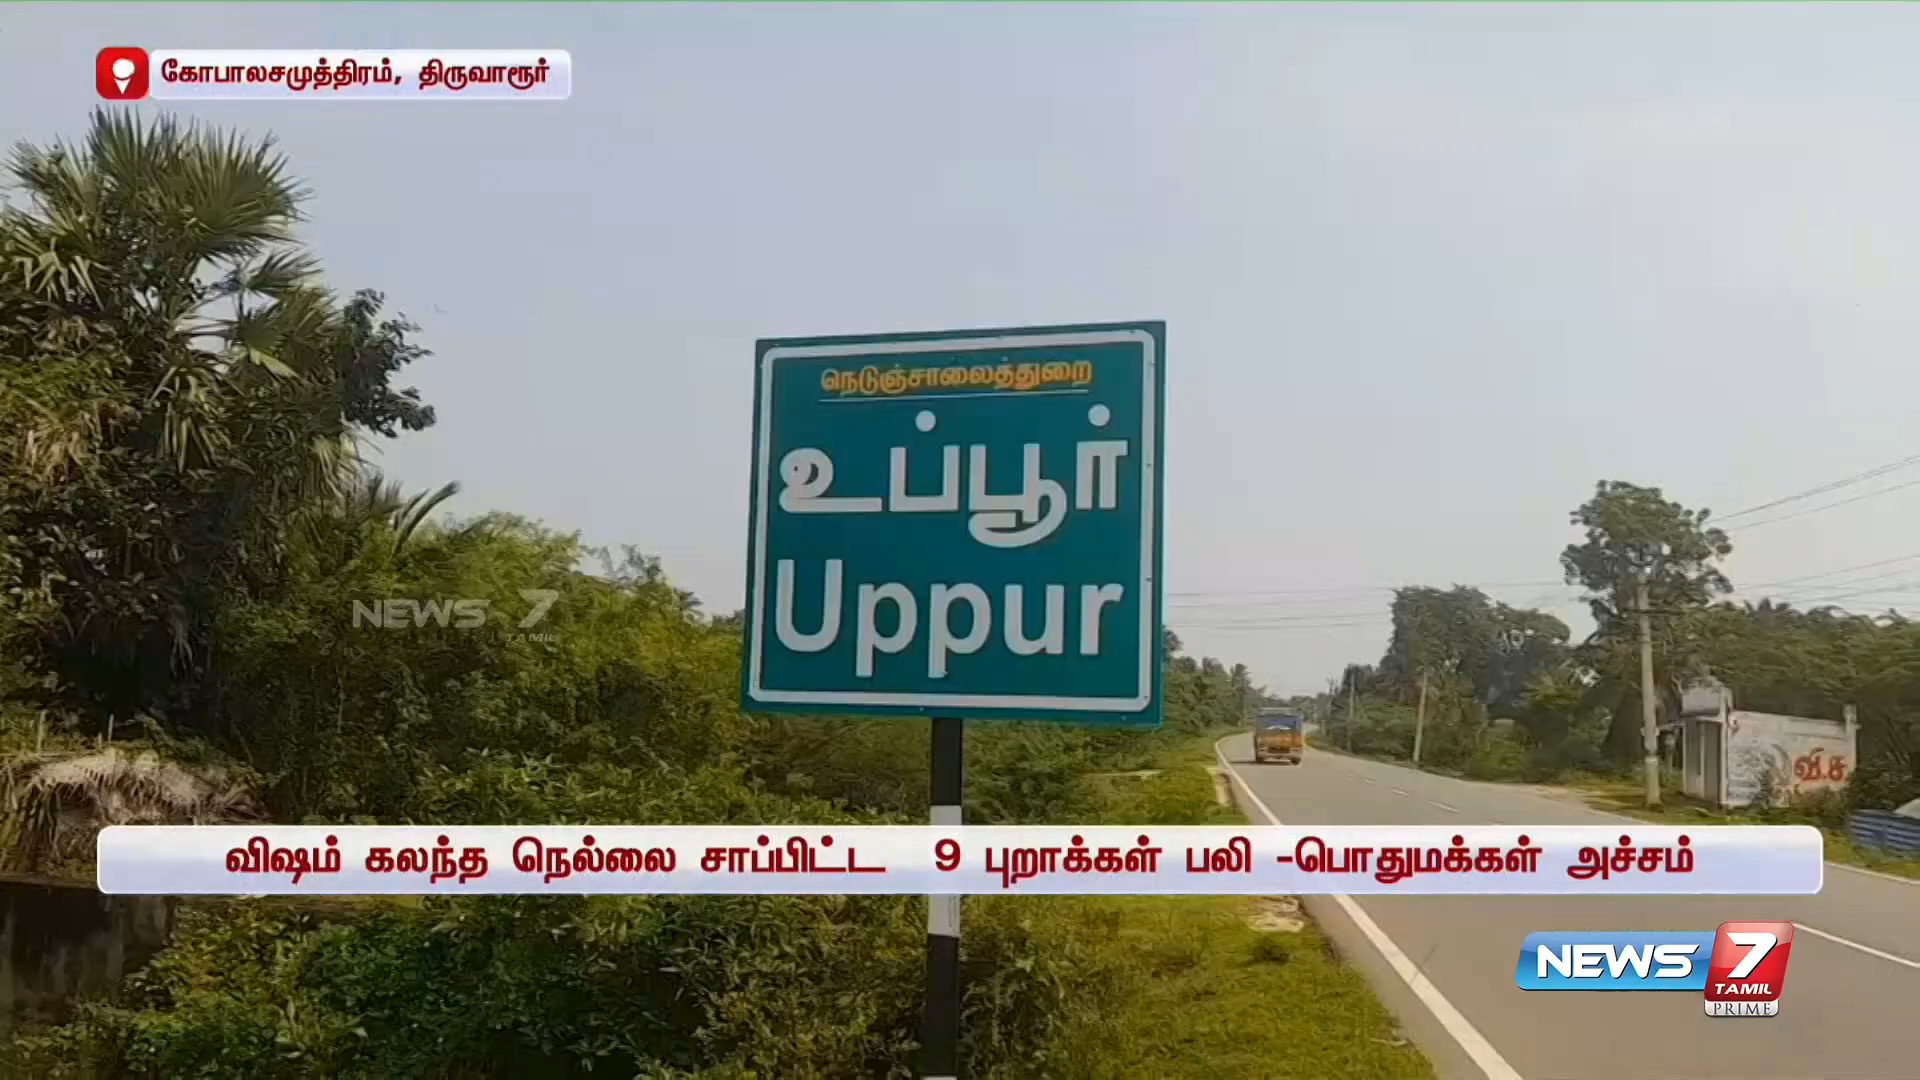 கோபாலசமுத்திரம், திருவாரூர்
நெடுஞ்சாலைத்துறை
உப்பூர்
Uppur
NEWS 7
TAMIL
வி.ச
விஷம் கலந்த நெல்லை சாப்பிட்ட 9 புறாக்கள் பலி -பொதுமக்கள் அச்சம்
NEWS 7
TAMIL
PRIME